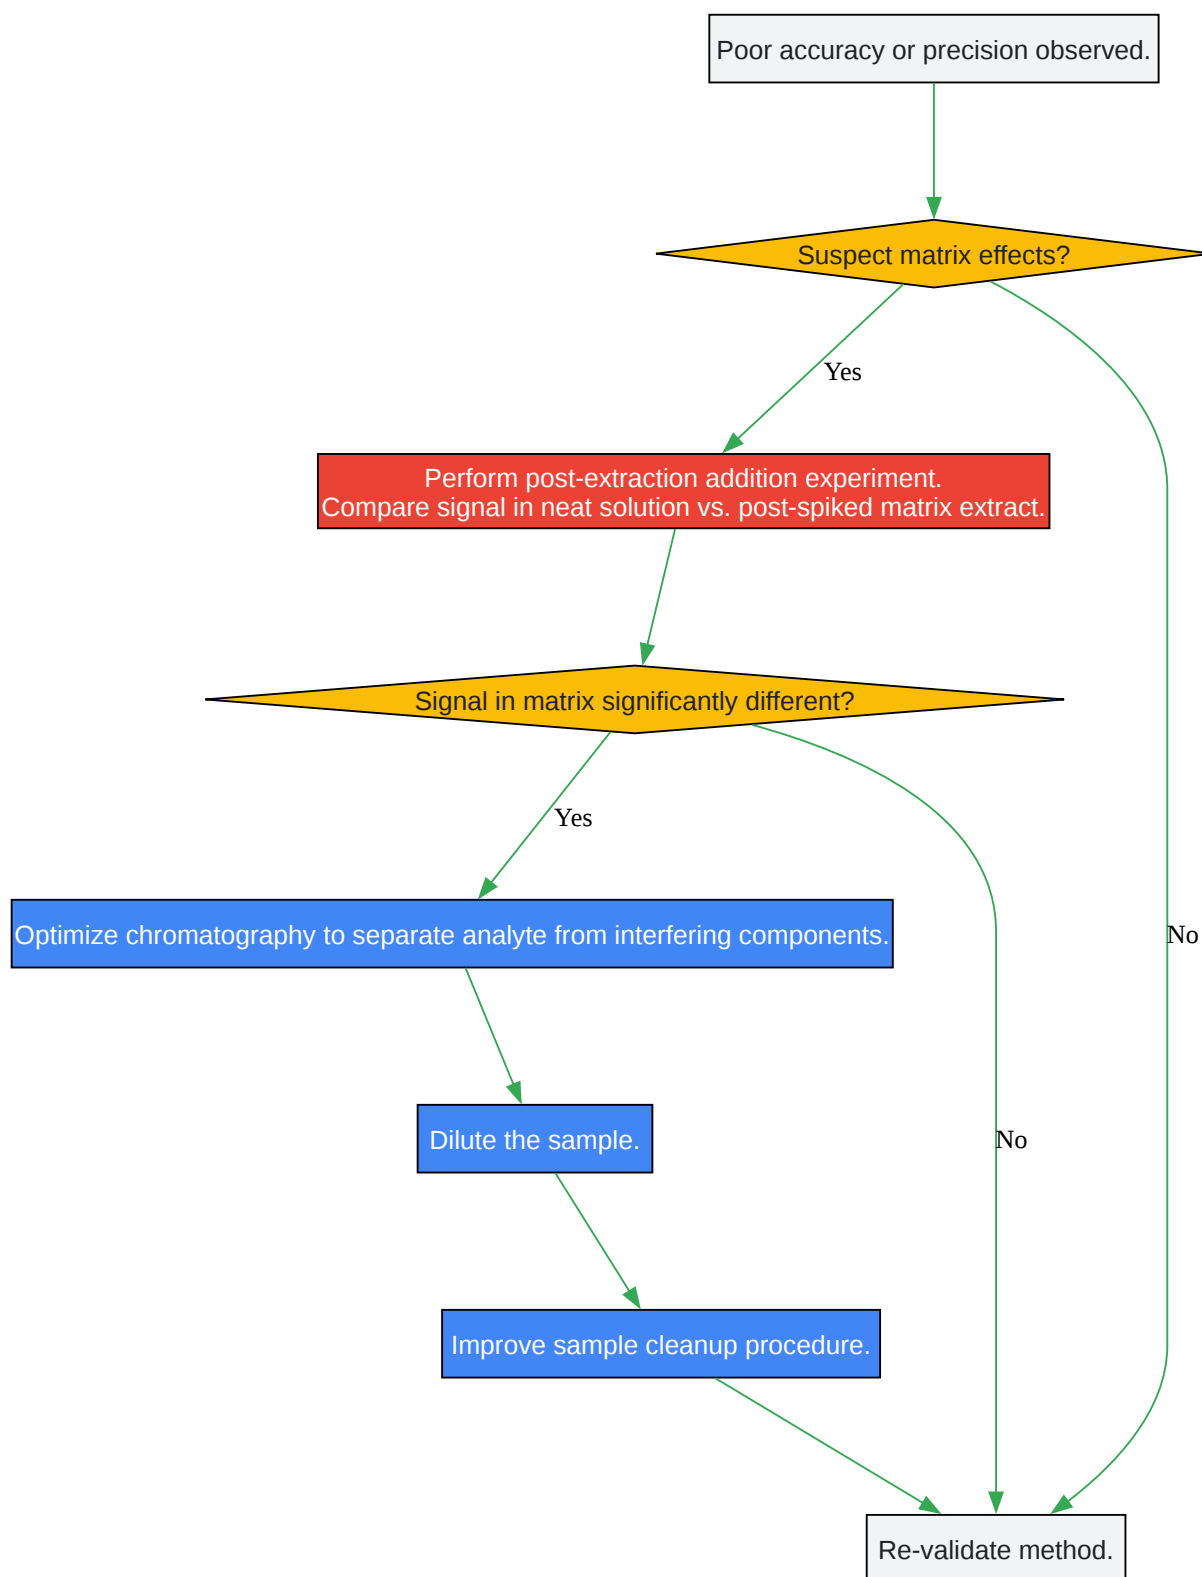 Poor accuracy or precision observed.
Suspect matrix effects?
Yes
Perform post-extraction addition experiment.
Compare signal in neat solution vs. post-spiked matrix extract.
Signal in matrix significantly different?
Yes
Optimize chromatography to separate analyte from interfering components.
No
Dilute the sample.
No
Improve sample cleanup procedure.
Re-validate method.